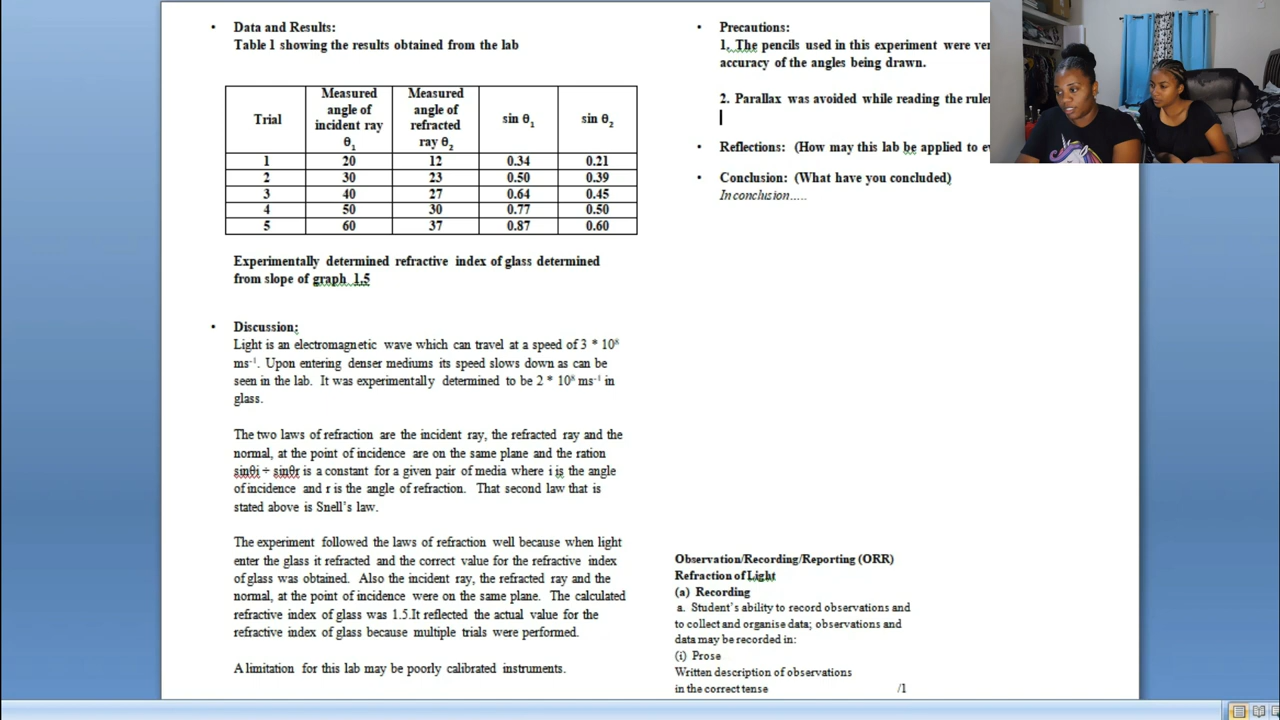 • Data and Results:
Table 1 showing the results obtained from the lab
Trial | Measured angle of incident ray θ1 | Measured angle of refracted ray θ2 | sin θ1 | sin θ2
1 | 20 | 12 | 0.34 | 0.21
2 | 30 | 23 | 0.50 | 0.39
3 | 40 | 27 | 0.64 | 0.45
4 | 50 | 30 | 0.77 | 0.50
5 | 60 | 37 | 0.87 | 0.60
Experimentally determined refractive index of glass determined
from slope of graph 1.5
• Discussion:
Light is an electromagnetic wave which can travel at a speed of 3 * 10⁸
ms⁻¹. Upon entering denser mediums its speed slows down as can be
seen in the lab. It was experimentally determined to be 2 * 10⁸ ms⁻¹ in
glass.
The two laws of refraction are the incident ray, the refracted ray and the
normal, at the point of incidence are on the same plane and the ration
sinθi ÷ sinθr is a constant for a given pair of media where i is the angle
of incidence and r is the angle of refraction. That second law that is
stated above is Snell's law.
The experiment followed the laws of refraction well because when light
enter the glass it refracted and the correct value for the refractive index
of glass was obtained. Also the incident ray, the refracted ray and the
normal, at the point of incidence were on the same plane. The calculated
refractive index of glass was 1.5.It reflected the actual value for the
refractive index of glass because multiple trials were performed.
A limitation for this lab may be poorly calibrated instruments.
• Precautions:
1. The pencils used in this experiment were
accuracy of the angles being drawn.
2. Parallax was avoided while reading the
• Reflections: (How may this lab be applied to
• Conclusion: (What have you concluded)
In conclusion.....
Observation/Recording/Reporting (ORR)
Refraction of Light
(a) Recording
a. Student's ability to record observations and
to collect and organise data; observations and
data may be recorded in:
(i) Prose
Written description of observations
in the correct tense /1